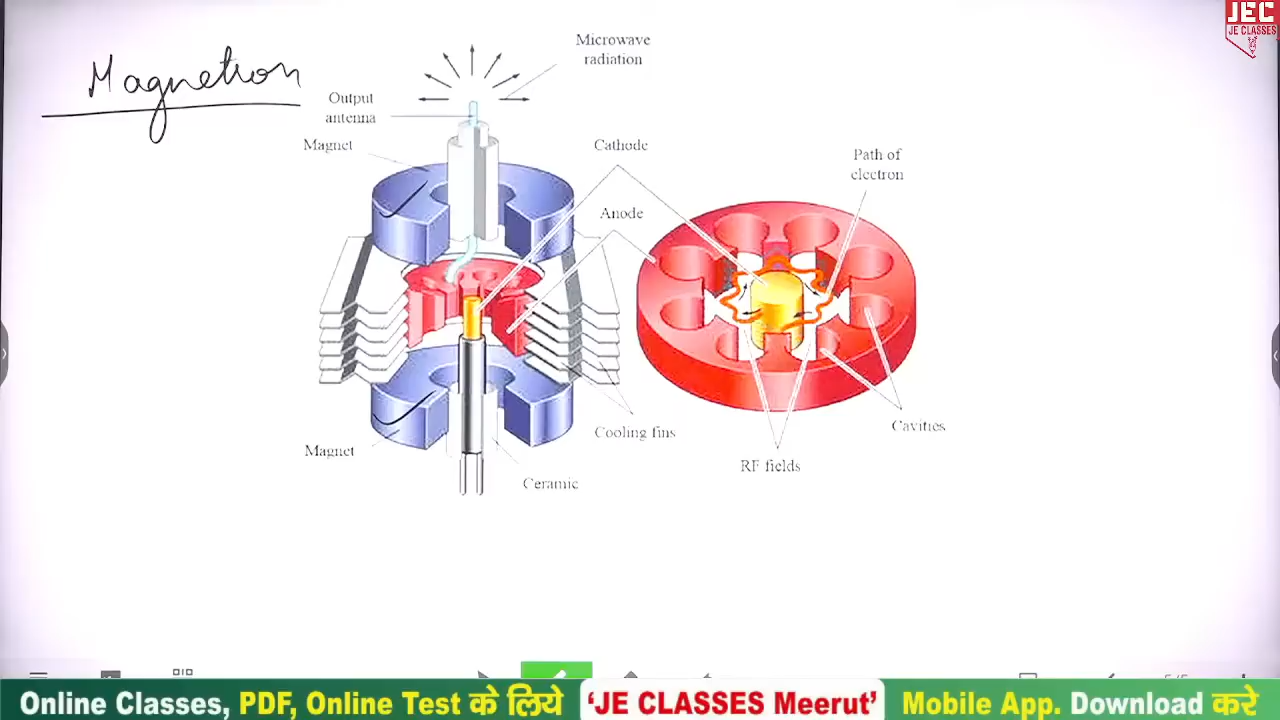 JEC
JE CLASSES
Magnetron
Microwave
radiation
Output
antenna
Magnet
Cathode
Path of
electron
Anode
Cavities
Cooling fins
Magnet
RF fields
Ceramic
Online Classes, PDF, Online Test के लिये 'JE CLASSES Meerut' Mobile App. Download करे